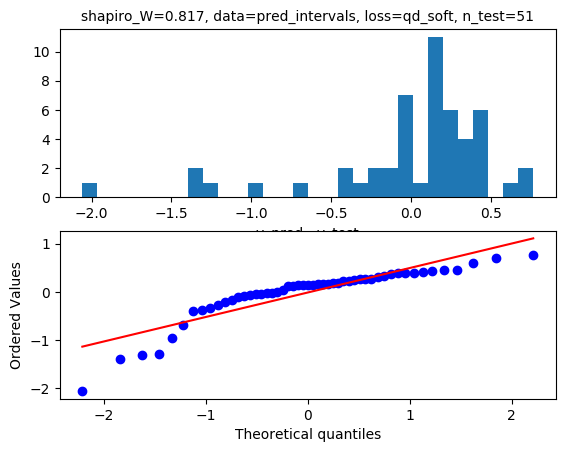 shapiro_W=0.817, data=pred_intervals, loss=qd_soft, n_test=51
10
8
6
4
2
0
−2.0 −1.5 −1.0 −0.5 0.0 0.5
1
0
−1
−2
Ordered Values
−2 −1 0 1 2
Theoretical quantiles